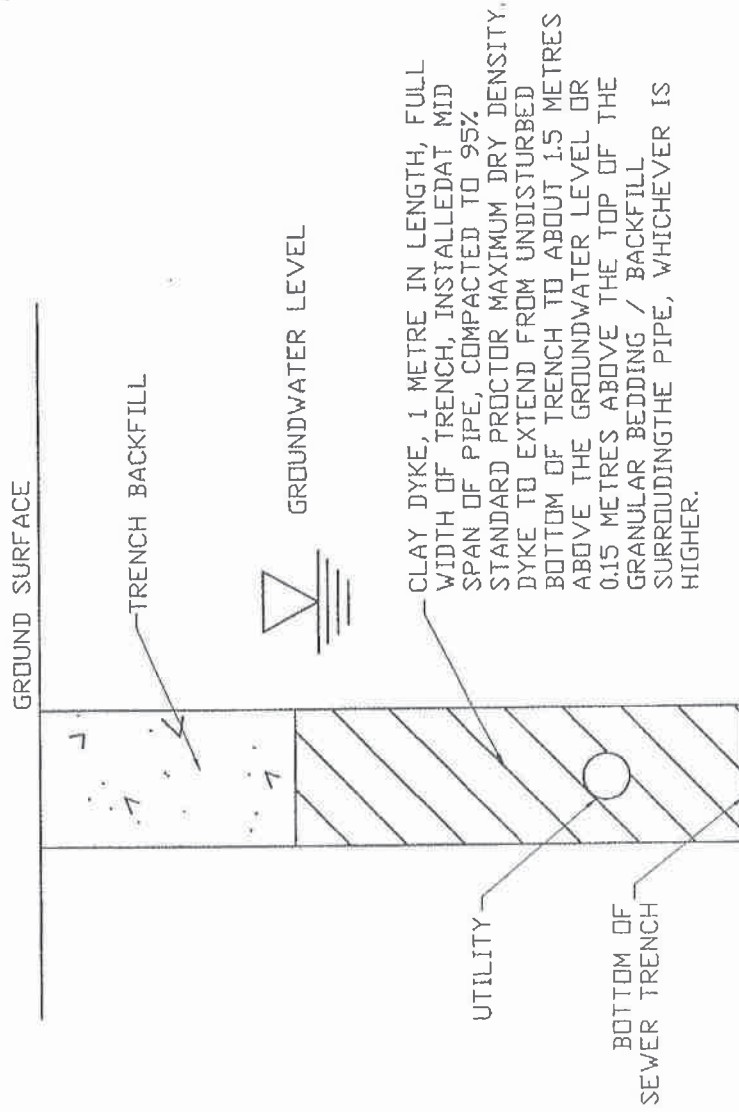 GROUND SURFACE
TRENCH BACKFILL
GROUNDWATER LEVEL
CLAY DYKE, 1 METRE IN LENGTH, FULL
WIDTH OF TRENCH, INSTALLEDAT MID
SPAN OF PIPE, COMPACTED TO 95%
STANDARD PROCTOR MAXIMUM DRY DENSITY.
DYKE TO EXTEND FROM UNDISTURBED
BOTTOM OF TRENCH TO ABOUT 1.5 METRES
ABOVE THE GROUNDWATER LEVEL OR
0.15 METRES ABOVE THE TOP OF THE
GRANULAR BEDDING / BACKFILL
SURROUDINGTHE PIPE, WHICHEVER IS
HIGHER.
UTILITY
BOTTOM OF
SEWER TRENCH